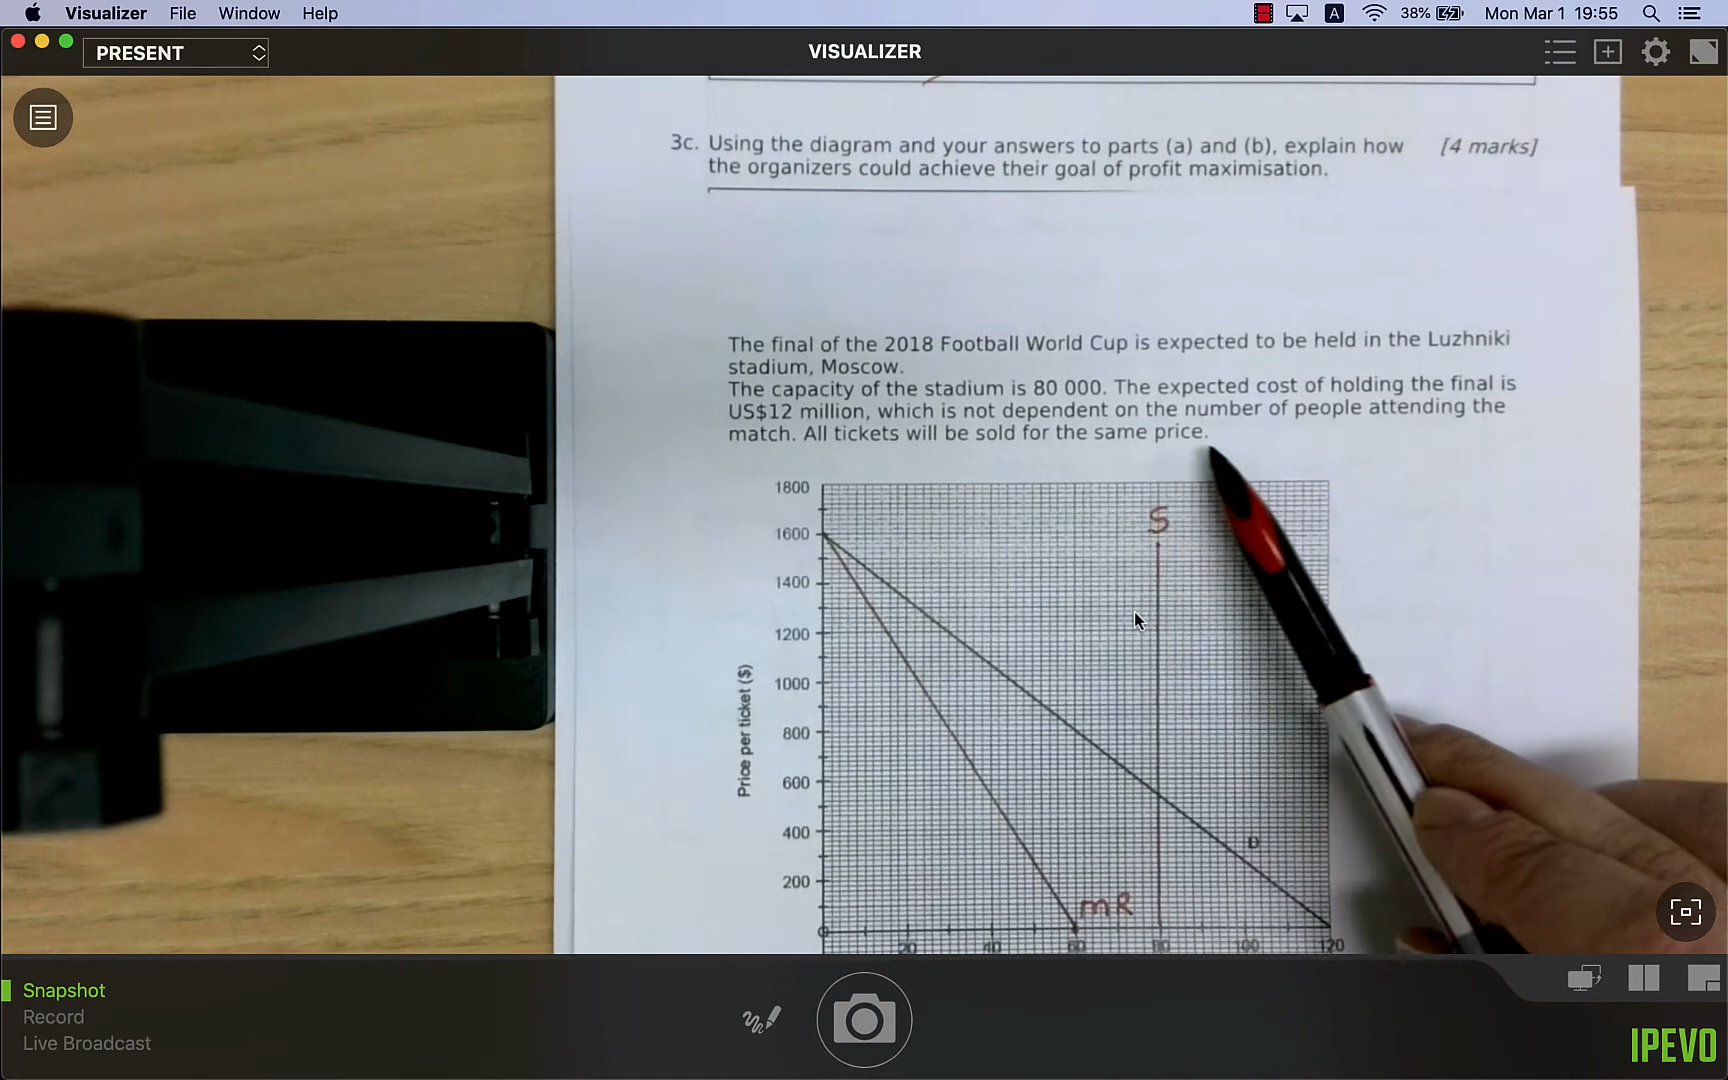 Visualizer File Window Help 38% Mon Mar 1 19:55
PRESENT
VISUALIZER
3c. Using the diagram and your answers to parts (a) and (b), explain how [4 marks]
the organizers could achieve their goal of profit maximisation.
The final of the 2018 Football World Cup is expected to be held in the Luzhniki
stadium, Moscow.
The capacity of the stadium is 80 000. The expected cost of holding the final is
US$12 million, which is not dependent on the number of people attending the
match. All tickets will be sold for the same price.
1800
1600
1400
1200
1000
800
600
400
200
0
Price per ticket ($)
S
D
MR
20 40 60 80 100 120
Snapshot
Record
Live Broadcast
IPEVO